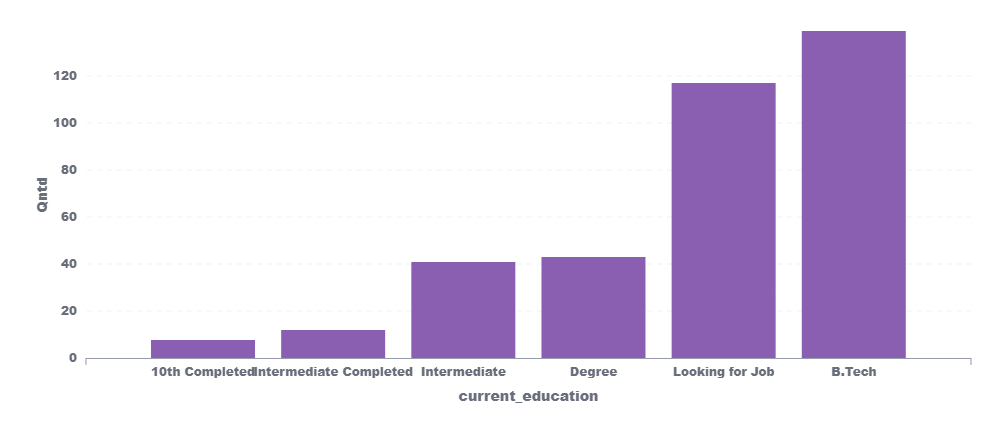 120
100
80
60
40
20
0
Qntd
10th Completed Intermediate Completed Intermediate Degree Looking for Job B.Tech
current_education